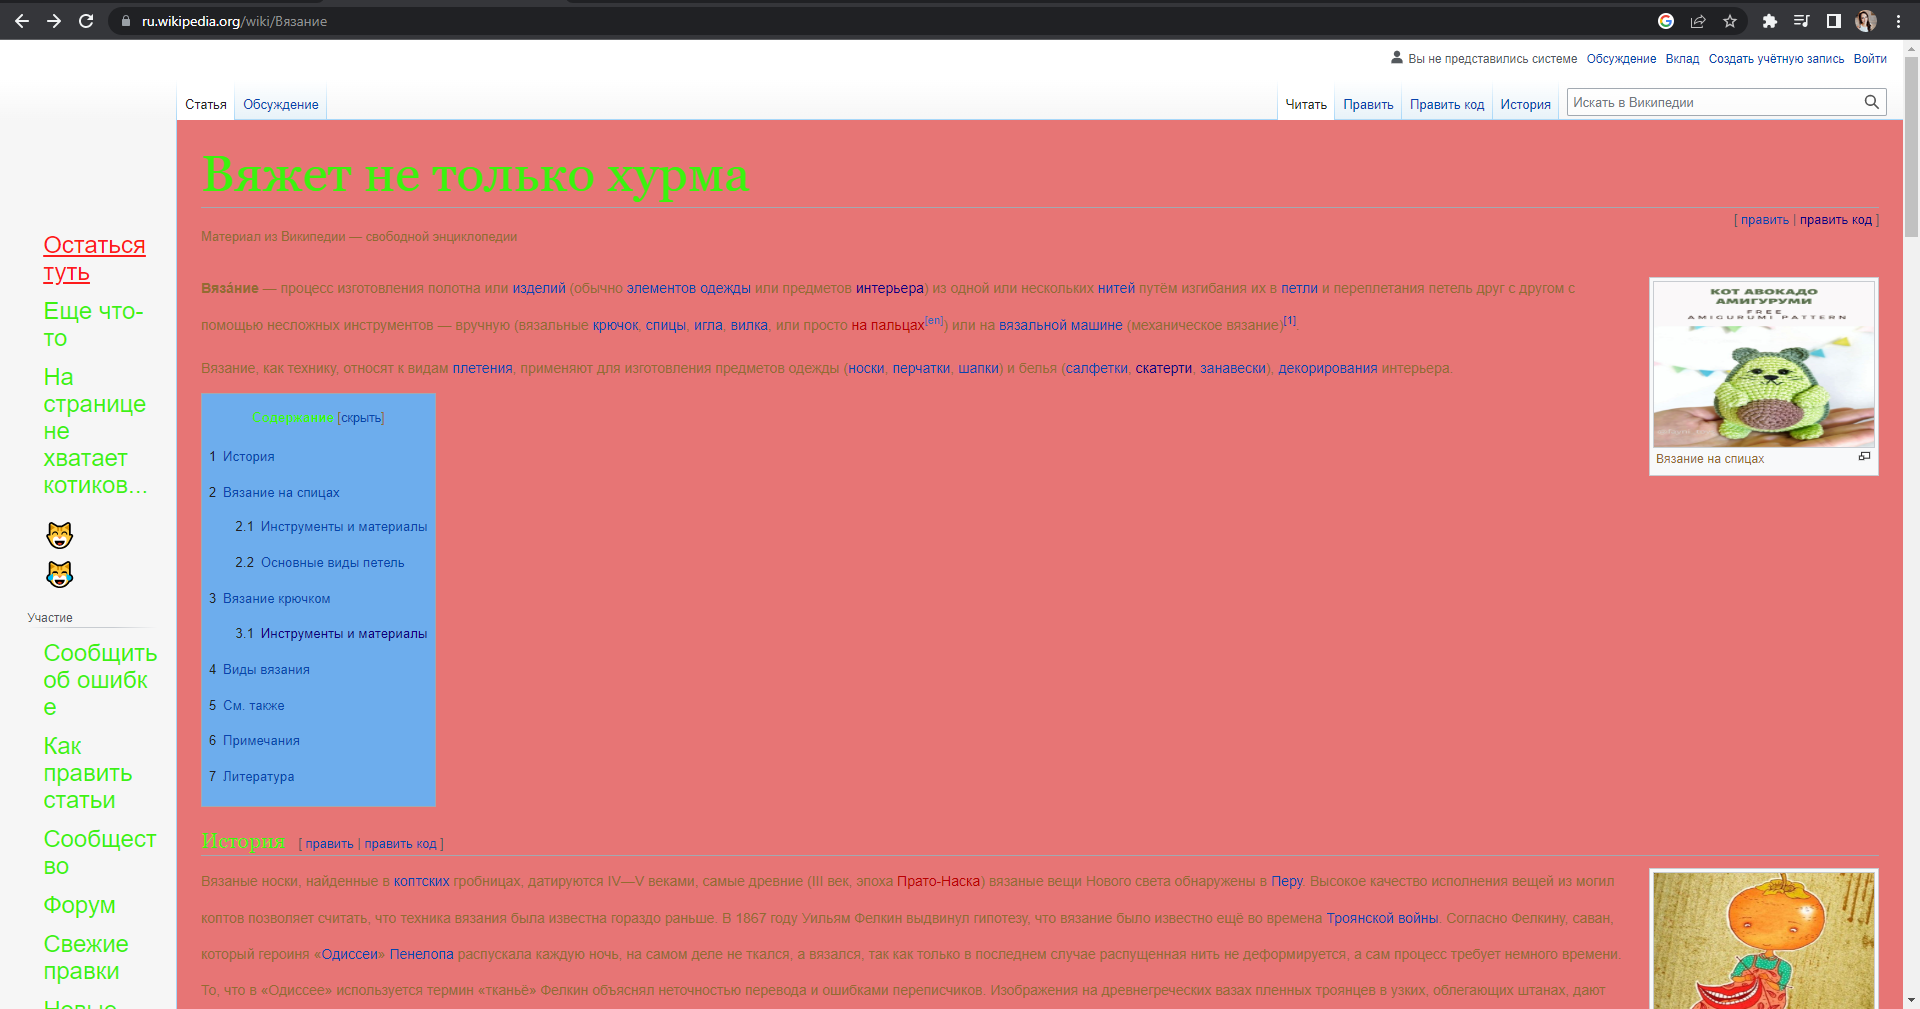 ru.wikipedia.org/wiki/Вязание
Вы не представились системе Обсуждение Вклад Создать учётную запись Войти
Статья Обсуждение Читать Править Править код История Искать в Википедии
Остаться
туть
Еще что-
то
На
странице
не
хватает
котиков...
Участие
Сообщить
об ошибк
е
Как
править
статьи
Сообщест
во
Форум
Свежие
правки
Новые
Вяжет не только хурма
[ править | править код ]
Материал из Википедии — свободной энциклопедии
Вяза́ние — процесс изготовления полотна или изделий (обычно элементов одежды или предметов интерьера) из одной или нескольких нитей путём изгибания их в петли и переплетания петель друг с другом с
помощью несложных инструментов — вручную (вязальные крючок, спицы, игла, вилка, или просто на пальцах[en]) или на вязальной машине (механическое вязание)[1].
Вязание, как технику, относят к видам плетения, применяют для изготовления предметов одежды (носки, перчатки, шапки) и белья (салфетки, скатерти, занавески), декорирования интерьера.
КОТ АВОКАДО
АМИГУРУМИ
FREE
AMIGURUMI PATTERN
Вязание на спицах
Содержание [скрыть]
1 История
2 Вязание на спицах
2.1 Инструменты и материалы
2.2 Основные виды петель
3 Вязание крючком
3.1 Инструменты и материалы
4 Виды вязания
5 См. также
6 Примечания
7 Литература
История [ править | править код ]
Вязаные носки, найденные в коптских гробницах, датируются IV—V веками, самые древние (III век, эпоха Прато-Наска) вязаные вещи Нового света обнаружены в Перу. Высокое качество исполнения вещей из могил
коптов позволяет считать, что техника вязания была известна гораздо раньше. В 1867 году Уильям Фелкин выдвинул гипотезу, что вязание было известно ещё во времена Троянской войны. Согласно Фелкину, саван,
который героиня «Одиссеи» Пенелопа распускала каждую ночь, на самом деле не ткался, а вязался, так как только в последнем случае распущенная нить не деформируется, а сам процесс требует немного времени.
То, что в «Одиссее» используется термин «тканьё» Фелкин объяснял неточностью перевода и ошибками переписчиков. Изображения на древнегреческих вазах пленных троянцев в узких, облегающих штанах, дают